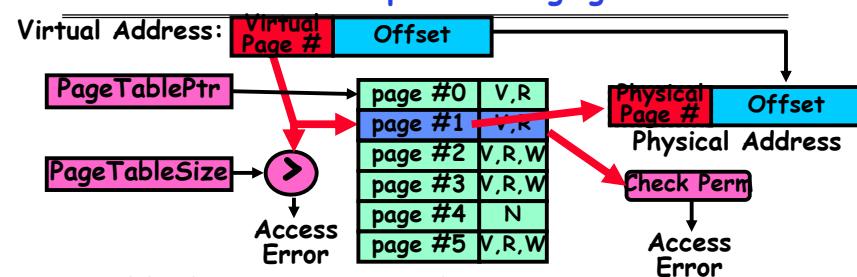 Virtual Address:
Virtual
Page #
Offset
PageTablePtr
page #0 V,R
page #1 V,R
page #2 V,R,W
page #3 V,R,W
page #4 N
page #5 V,R,W
Physical
Page #
Offset
Physical Address
PageTableSize
>
Check Perm
Access
Error
Access
Error